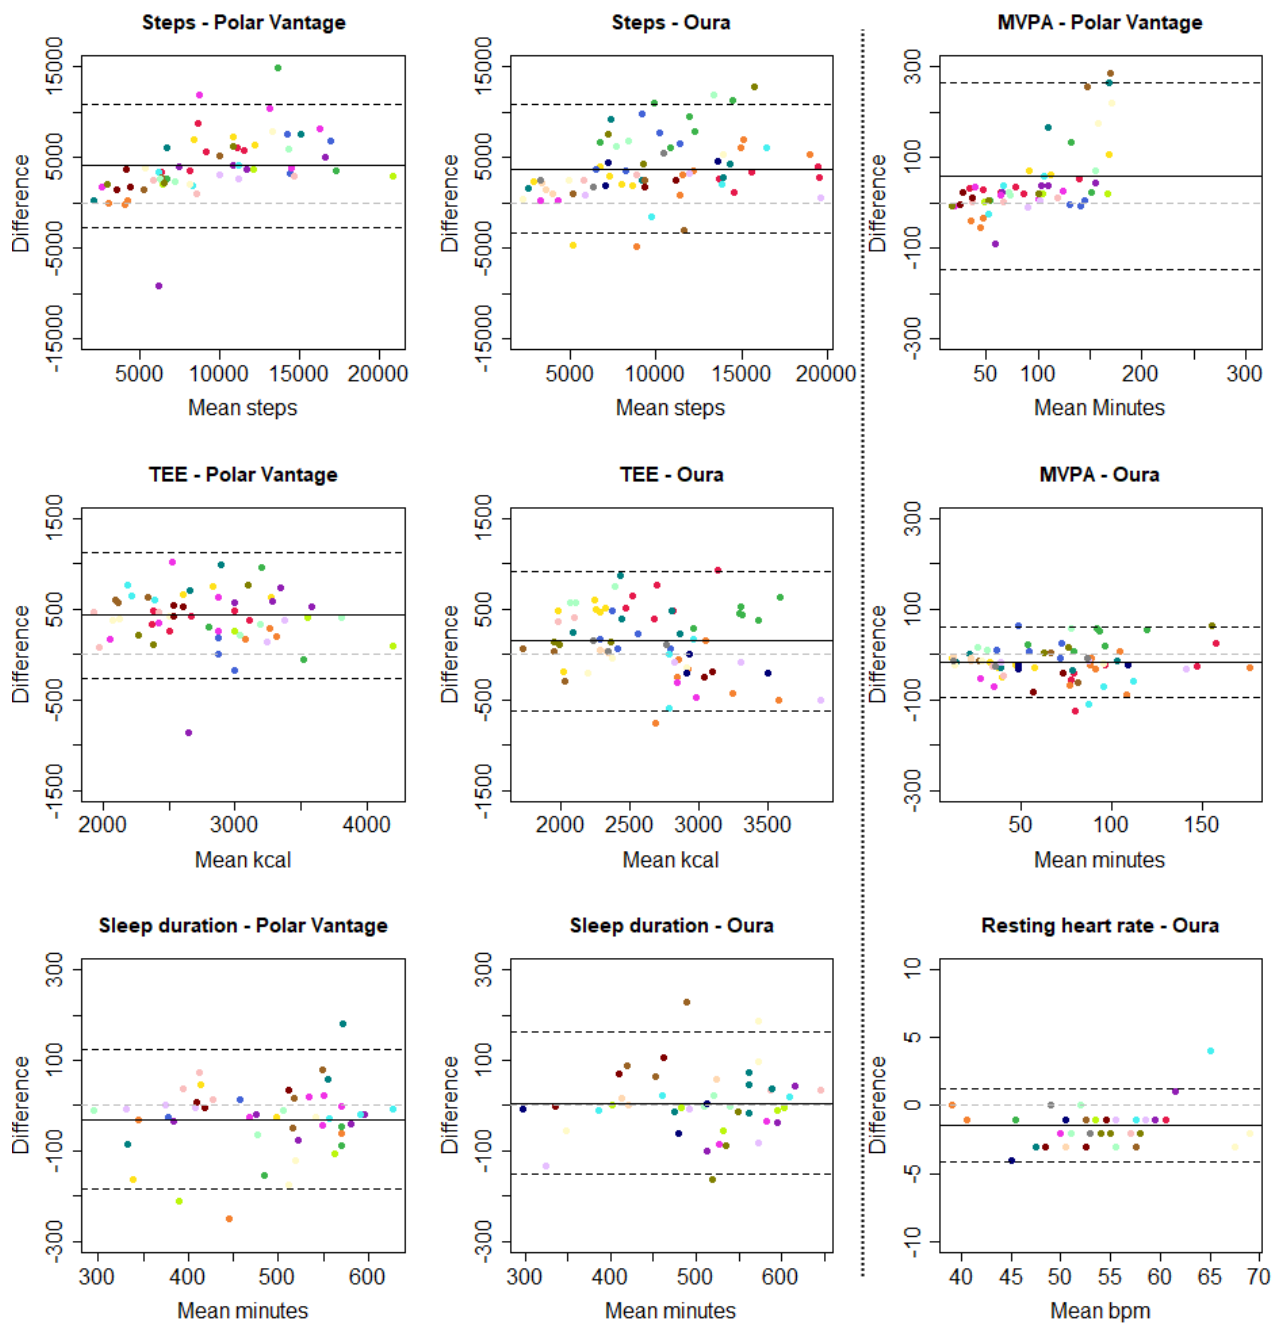 Steps - Polar Vantage
Difference
-15000 -5000 5000 15000
5000 10000 15000 20000
Mean steps
Steps - Oura
Difference
-15000 -5000 5000 15000
5000 10000 15000 20000
Mean steps
MVPA - Polar Vantage
Difference
-300 -100 100 300
50 100 200 300
Mean Minutes
TEE - Polar Vantage
Difference
-1500 -500 500 1500
2000 3000 4000
Mean kcal
TEE - Oura
Difference
-1500 -500 500 1500
2000 2500 3000 3500
Mean kcal
MVPA - Oura
Difference
-300 -100 100 300
50 100 150
Mean minutes
Sleep duration - Polar Vantage
Difference
-300 -100 100 300
300 400 500 600
Mean minutes
Sleep duration - Oura
Difference
-300 -100 100 300
300 400 500 600
Mean minutes
Resting heart rate - Oura
Difference
-10 -5 0 5 10
40 45 50 55 60 65 70
Mean bpm